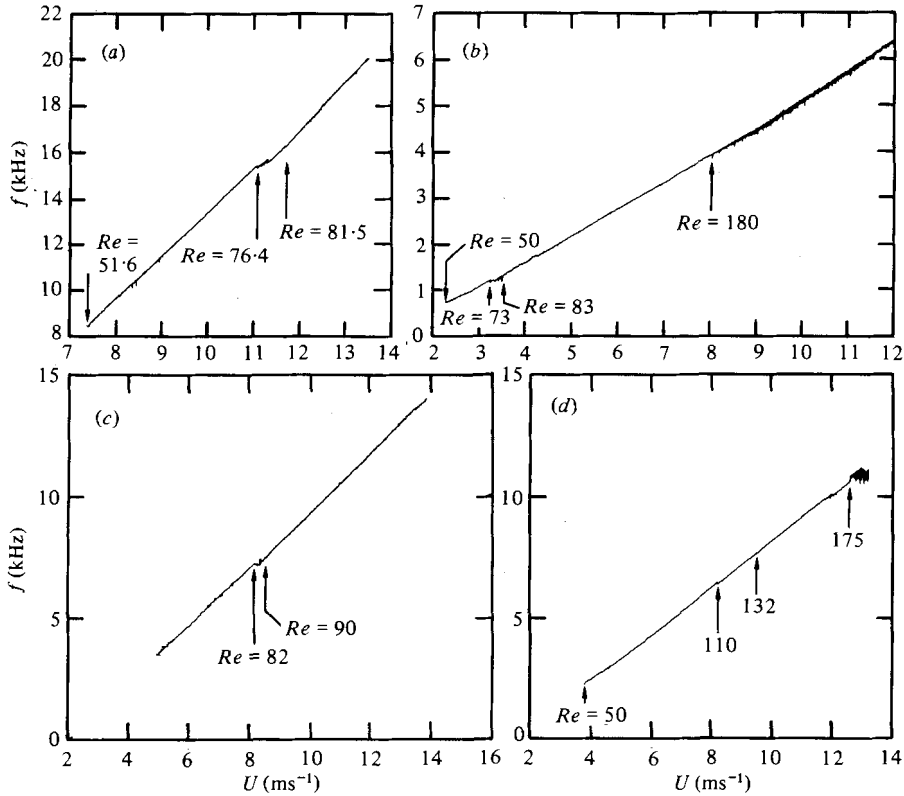 (a)
22
20
18
16
14
12
10
8
7 8 9 10 11 12 13 14
f (kHz)
Re =
51·6
Re = 76·4
Re = 81·5
(b)
7
6
5
4
3
2
1
0
2 3 4 5 6 7 8 9 10 11 12
Re = 50
Re = 73
Re = 83
Re = 180
(c)
15
10
5
0
2 4 6 8 10 12 14 16
f (kHz)
U (ms⁻¹)
Re = 82
Re = 90
(d)
15
10
5
0
2 4 6 8 10 12 14
U (ms⁻¹)
Re = 50
110
132
175